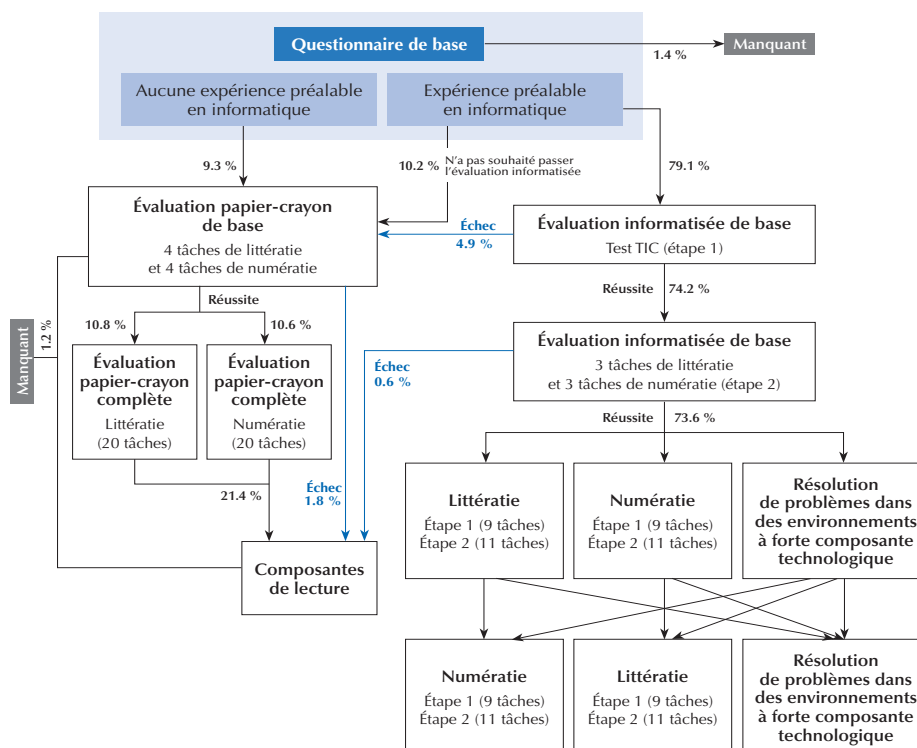 Questionnaire de base
1.4 %
Manquant
Aucune expérience préalable
en informatique
Expérience préalable
en informatique
9.3 %
10.2 %
N'a pas souhaité passer
l'évaluation informatisée
79.1 %
Évaluation papier-crayon
de base
4 tâches de littératie
et 4 tâches de numératie
Échec
4.9 %
Évaluation informatisée de base
Test TIC (étape 1)
Réussite
74.2 %
Réussite
10.8 %
10.6 %
Manquant
1.2 %
Évaluation
papier-crayon
complète
Littératie
(20 tâches)
Évaluation
papier-crayon
complète
Numératie
(20 tâches)
Échec
0.6 %
Évaluation informatisée de base
3 tâches de littératie
et 3 tâches de numératie (étape 2)
Réussite
73.6 %
21.4 %
Échec
1.8 %
Composantes
de lecture
Littératie
Étape 1 (9 tâches)
Étape 2 (11 tâches)
Numératie
Étape 1 (9 tâches)
Étape 2 (11 tâches)
Résolution
de problèmes dans
des environnements
à forte composante
technologique
Numératie
Étape 1 (9 tâches)
Étape 2 (11 tâches)
Littératie
Étape 1 (9 tâches)
Étape 2 (11 tâches)
Résolution
de problèmes dans
des environnements
à forte composante
technologique